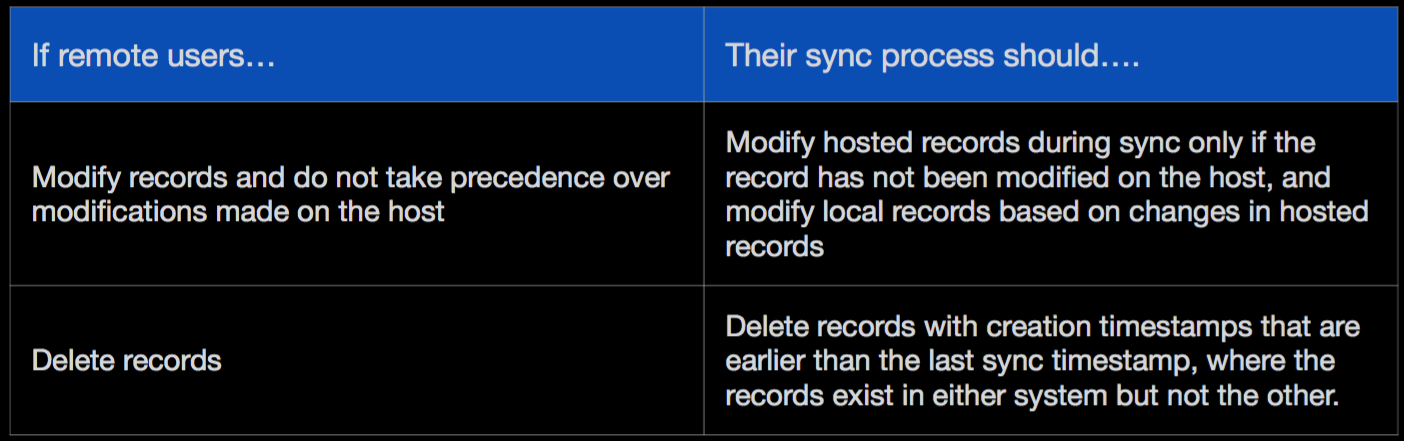 If remote users…
Their sync process should….
Modify records and do not take precedence over
modifications made on the host
Modify hosted records during sync only if the
record has not been modified on the host, and
modify local records based on changes in hosted
records
Delete records
Delete records with creation timestamps that are
earlier than the last sync timestamp, where the
records exist in either system but not the other.